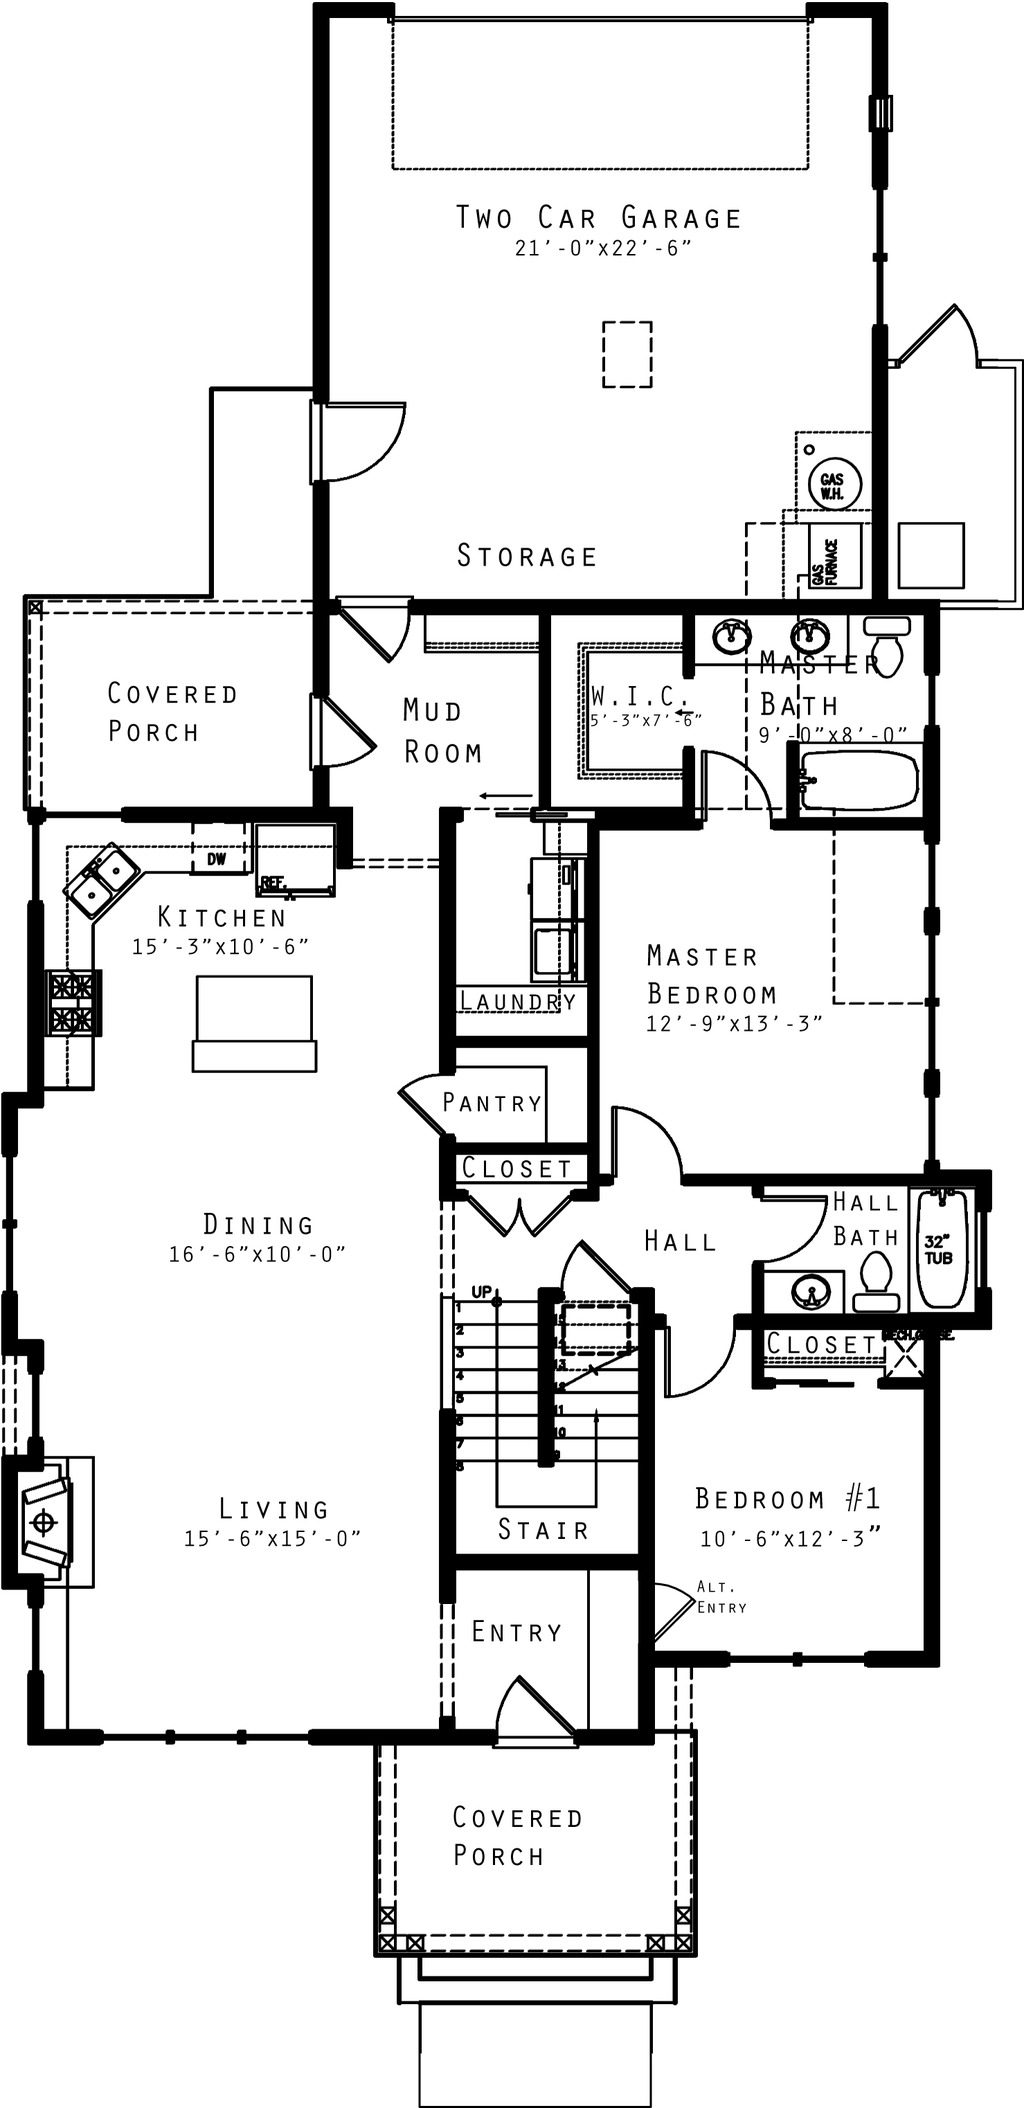 TWO CAR GARAGE
21'-0"x22'-6"
GAS
W.H.
GAS
FURNACE
STORAGE
COVERED
PORCH
MUD
ROOM
W.I.C.
5'-3"x7'-6"
MASTER
BATH
9'-0"x8'-0"
DW
REF.
KITCHEN
15'-3"x10'-6"
LAUNDRY
MASTER
BEDROOM
12'-9"x13'-3"
PANTRY
CLOSET
DINING
16'-6"x10'-0"
HALL
HALL
BATH
32"
TUB
UP
1
2
3
4
5
6
7
8
15
14
13
12
11
10
9
CLOSET
LIVING
15'-6"x15'-0"
STAIR
BEDROOM #1
10'-6"x12'-3"
ALT.
ENTRY
ENTRY
COVERED
PORCH